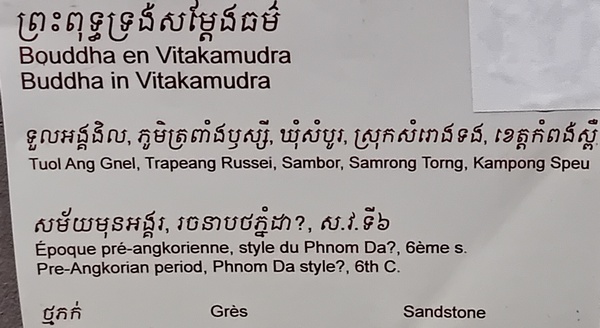 ព្រះពុទ្ធទ្រង់សម្ដែងធម៌
Bouddha en Vitakamudra
Buddha in Vitakamudra
ទួលអង្គងិល, ភូមិត្រពាំងឫស្សី, ឃុំសំបូរ, ស្រុកសំរោងទង, ខេត្តកំពង់ស្ពឺ
Tuol Ang Gnel, Trapeang Russei, Sambor, Samrong Torng, Kampong Speu
សម័យមុនអង្គរ, រចនាបថភ្នំដា?, ស.វ.ទី៦
Époque pré-angkorienne, style du Phnom Da?, 6ème s.
Pre-Angkorian period, Phnom Da style?, 6th C.
ថ្មភក់ Grès Sandstone